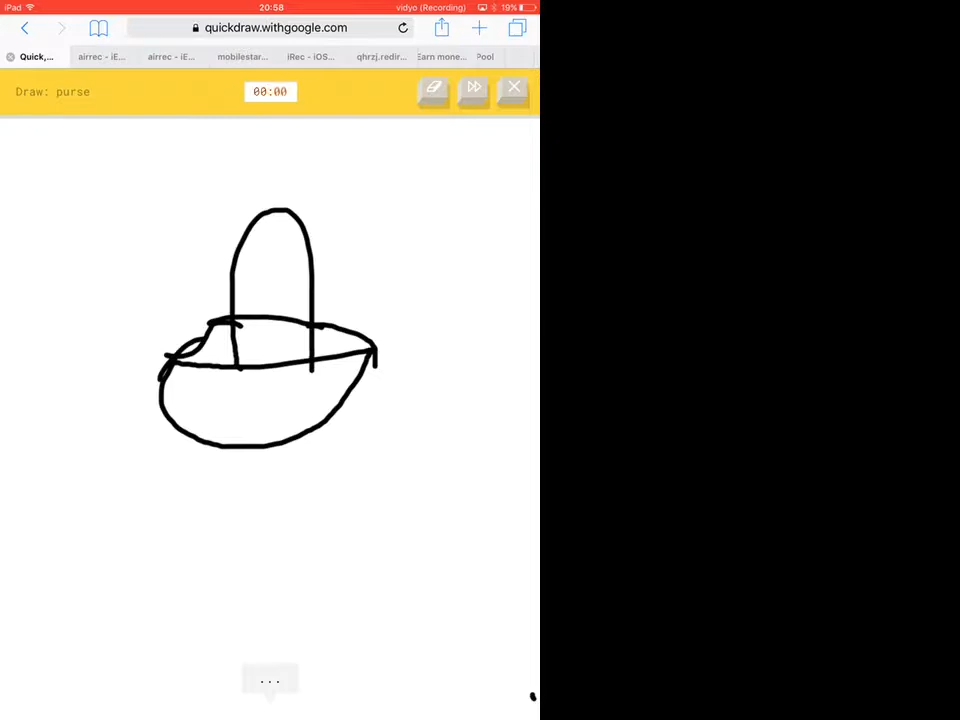 iPad 20:58 vidyo (Recording) 19%
quickdraw.withgoogle.com
Quick,... airrec - iE... airrec - iE... mobilestar... iRec - iOS... qhrzj.redir... Earn mone... Pool
Draw: purse 00:00
...